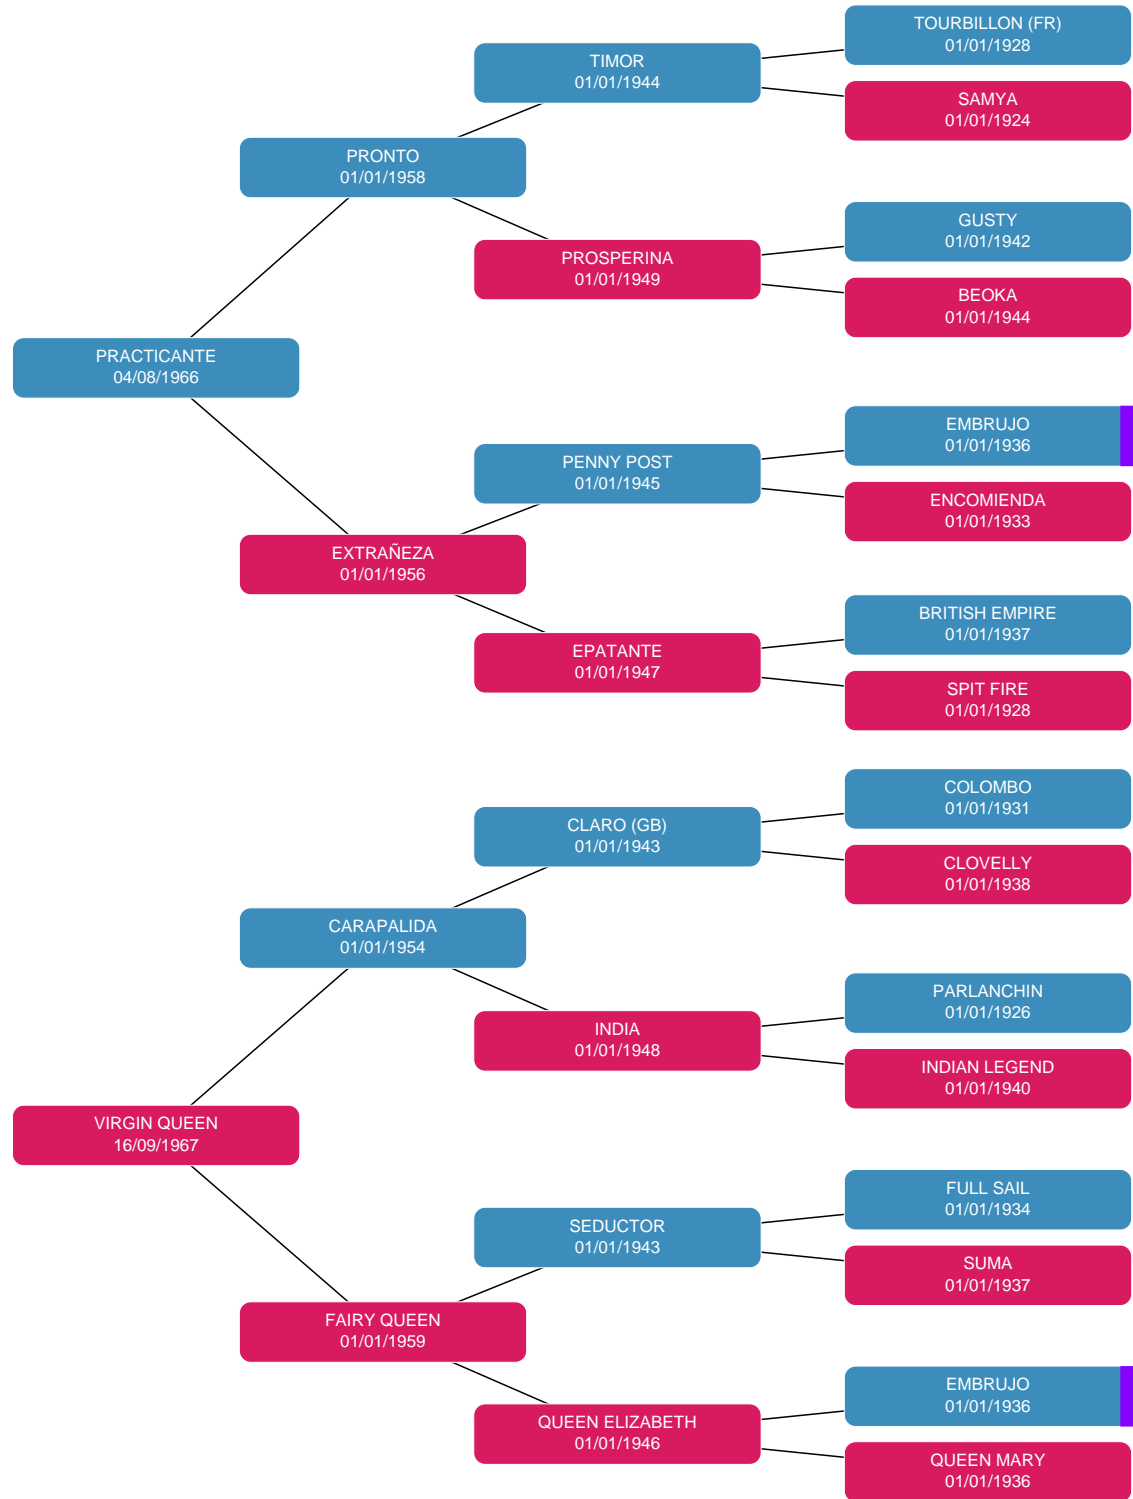 TOURBILLON (FR)
01/01/1928
TIMOR
01/01/1944
SAMYA
01/01/1924
PRONTO
01/01/1958
GUSTY
01/01/1942
PROSPERINA
01/01/1949
BEOKA
01/01/1944
PRACTICANTE
04/08/1966
EMBRUJO
01/01/1936
PENNY POST
01/01/1945
ENCOMIENDA
01/01/1933
EXTRAÑEZA
01/01/1956
BRITISH EMPIRE
01/01/1937
EPATANTE
01/01/1947
SPIT FIRE
01/01/1928
COLOMBO
01/01/1931
CLARO (GB)
01/01/1943
CLOVELLY
01/01/1938
CARAPALIDA
01/01/1954
PARLANCHIN
01/01/1926
INDIA
01/01/1948
INDIAN LEGEND
01/01/1940
VIRGIN QUEEN
16/09/1967
FULL SAIL
01/01/1934
SEDUCTOR
01/01/1943
SUMA
01/01/1937
FAIRY QUEEN
01/01/1959
EMBRUJO
01/01/1936
QUEEN ELIZABETH
01/01/1946
QUEEN MARY
01/01/1936